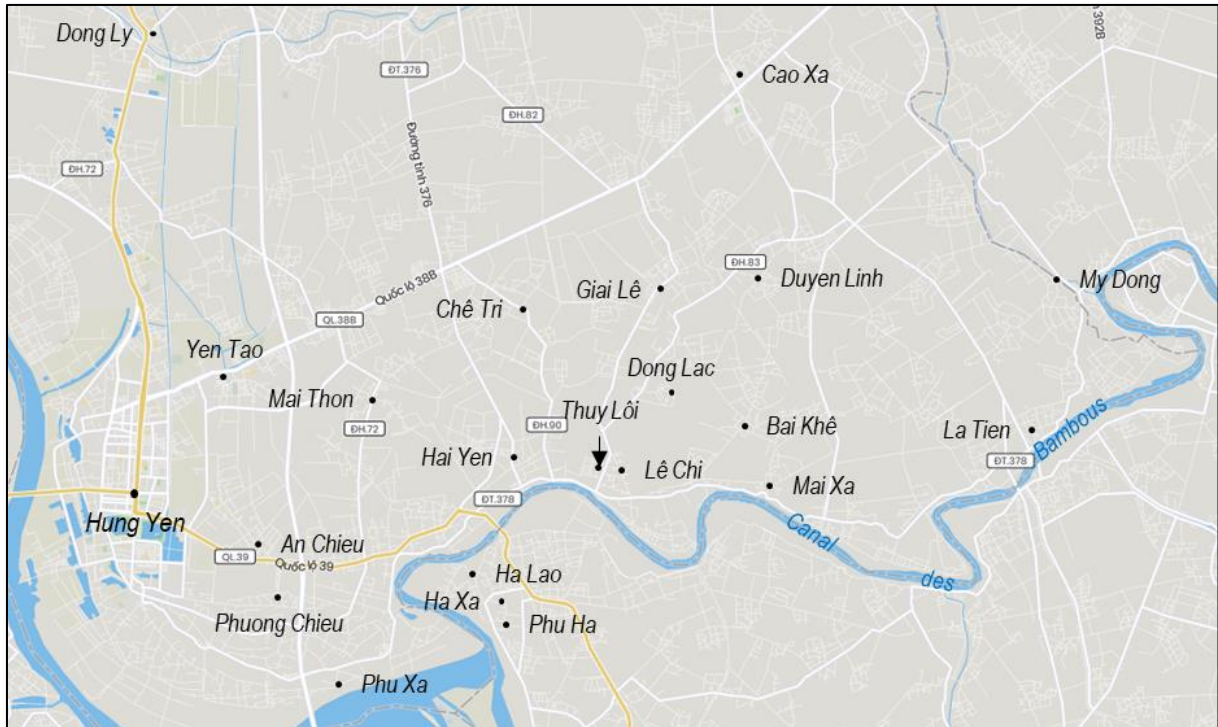 Dong Ly
ĐT.376
392B
Cao Xa
ĐH.82
Đường tỉnh 376
ĐH.72
ĐH.83
Duyen Linh
My Dong
Giai Lê
Quốc lộ 38B
Chê Tri
QL.38B
Yen Tao
Dong Lac
Mai Thon
Thuy Lôi
ĐH.90
Bai Khê
La Tien
Bambous
ĐH.72
Hai Yen
Lê Chi
ĐT.378
Mai Xa
ĐT.378
Hung Yen
Canal
An Chieu
QL.39
Quốc lộ 39
des
Ha Lao
Ha Xa
Phuong Chieu
Phu Ha
Phu Xa